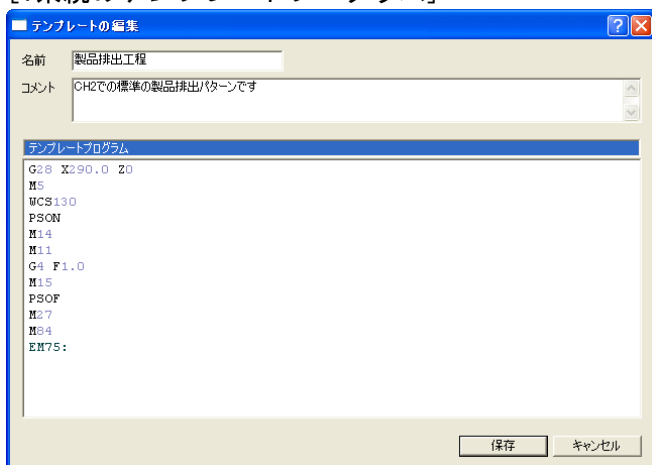 テンプレートの編集
名前 製品排出工程
コメント CH2での標準の製品排出パターンです
テンプレートプログラム
G28 X290.0 Z0
M5
WCS130
PSON
M14
M11
G4 F1.0
M15
PSOF
M27
M84
EM75:
保存 キャンセル